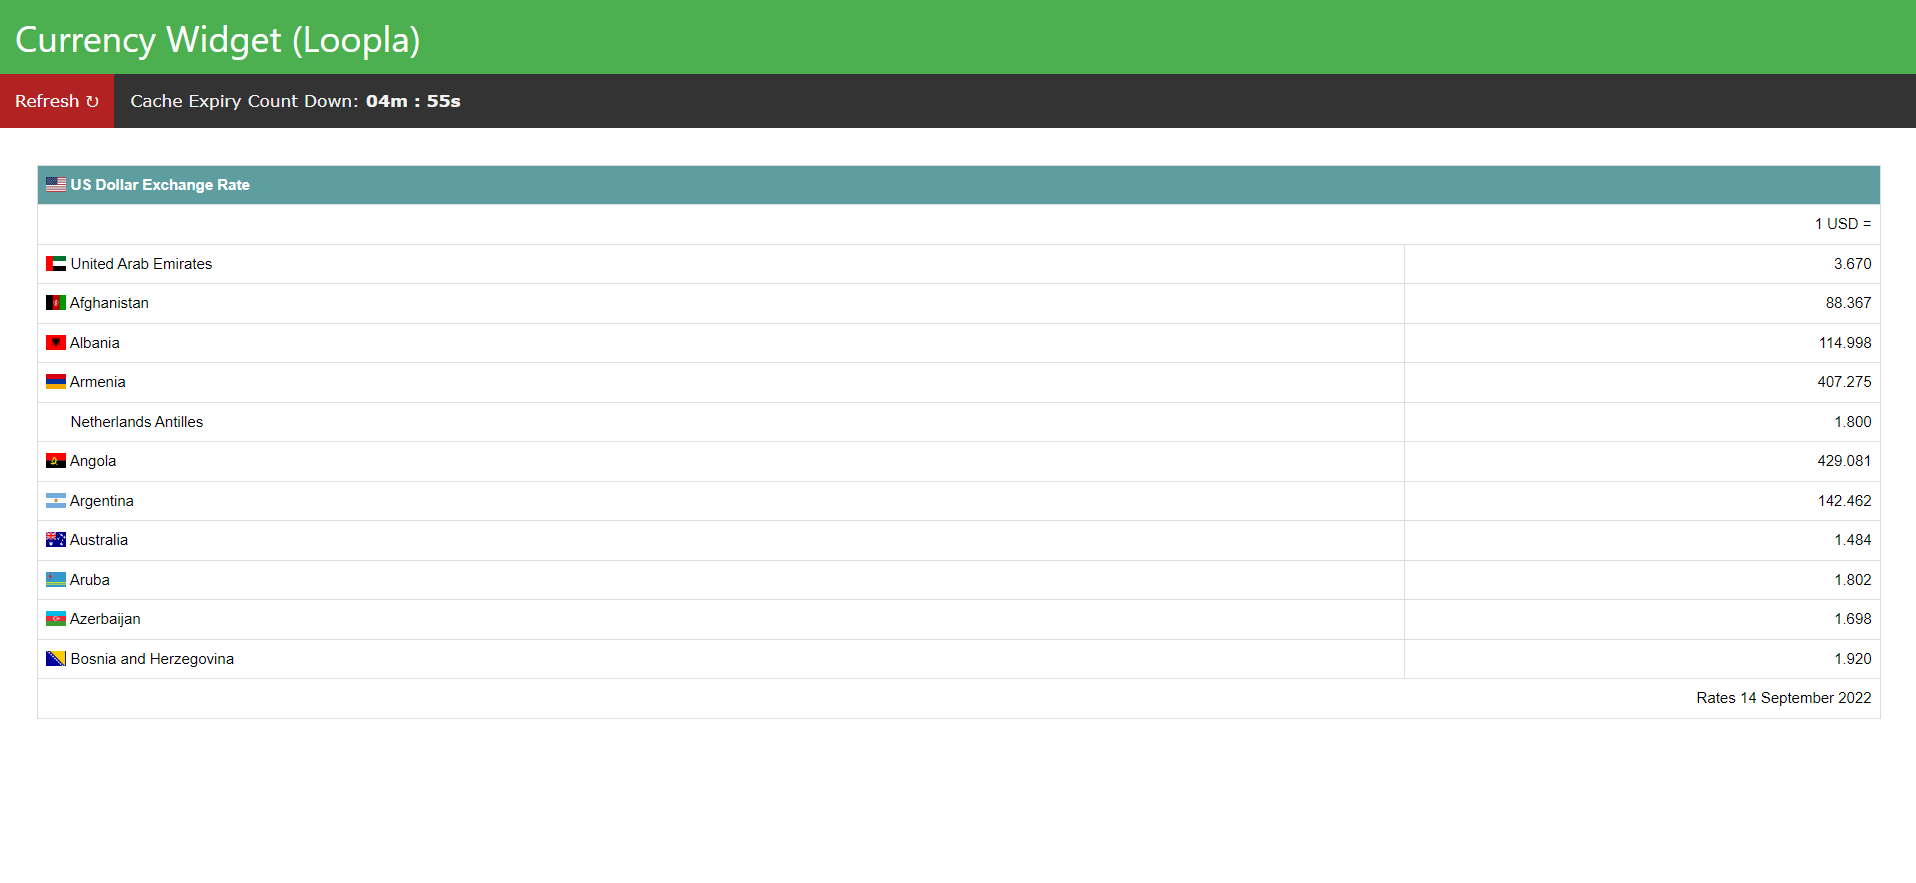 Currency Widget (Loopla)
Refresh ↻ Cache Expiry Count Down: 04m : 55s
US Dollar Exchange Rate
1 USD =
United Arab Emirates 3.670
Afghanistan 88.367
Albania 114.998
Armenia 407.275
Netherlands Antilles 1.800
Angola 429.081
Argentina 142.462
Australia 1.484
Aruba 1.802
Azerbaijan 1.698
Bosnia and Herzegovina 1.920
Rates 14 September 2022